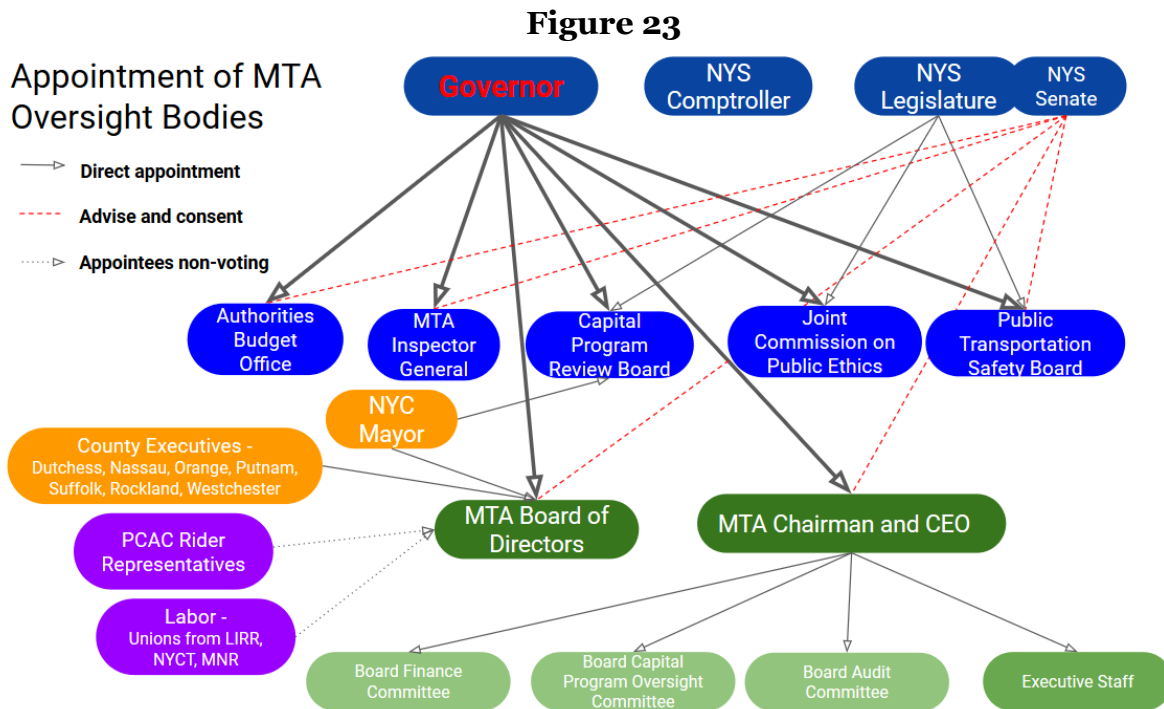 Figure 23
Appointment of MTA
Oversight Bodies
Direct appointment
Advise and consent
Appointees non-voting
Governor
NYS
Comptroller
NYS
Legislature
NYS
Senate
Authorities
Budget
Office
MTA
Inspector
General
Capital
Program
Review Board
Joint
Commission on
Public Ethics
Public
Transportation
Safety Board
NYC
Mayor
County Executives -
Dutchess, Nassau, Orange, Putnam,
Suffolk, Rockland, Westchester
MTA Board of
Directors
MTA Chairman and CEO
PCAC Rider
Representatives
Labor -
Unions from LIRR,
NYCT, MNR
Board Finance
Committee
Board Capital
Program Oversight
Committee
Board Audit
Committee
Executive Staff